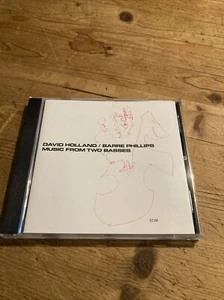 DAVID HOLLAND / BARRE PHILLIPS
MUSIC FROM TWO BASSES
ECM